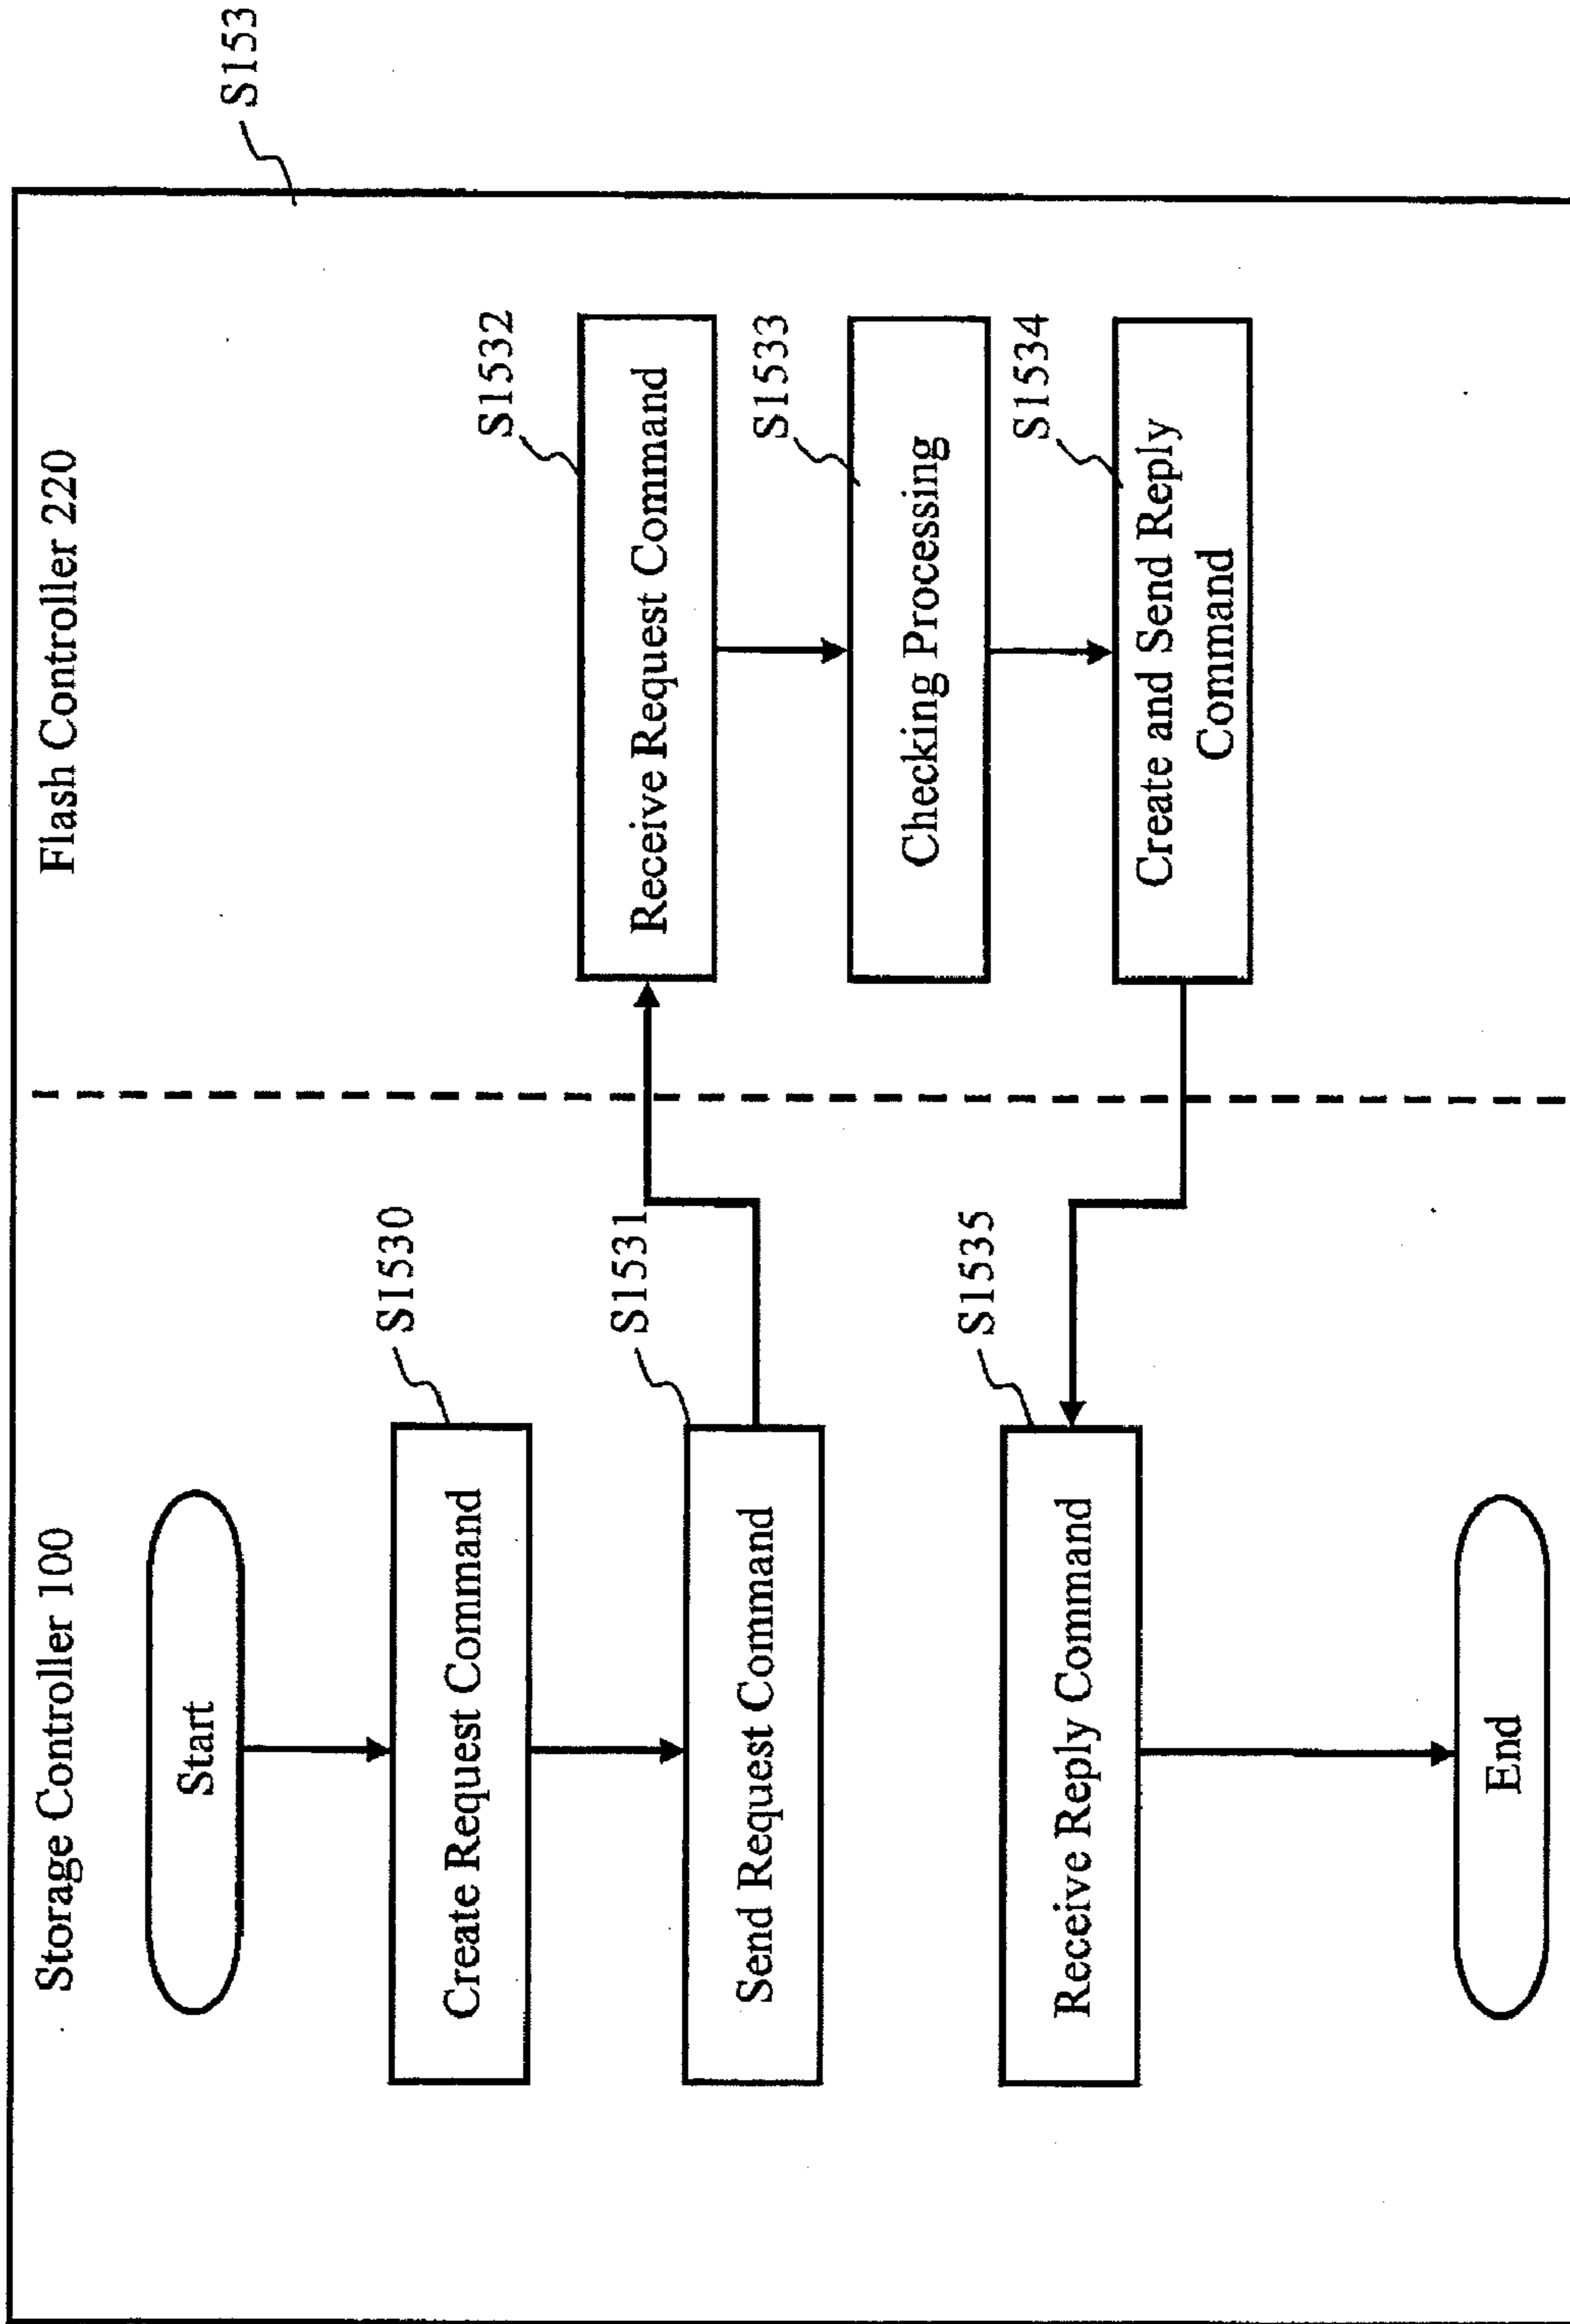 S153
Storage Controller 100
Flash Controller 220
Start
S1530
Create Request Command
S1531
Send Request Command
S1532
Receive Request Command
S1533
Checking Processing
S1534
Create and Send Reply
Command
S1535
Receive Reply Command
End